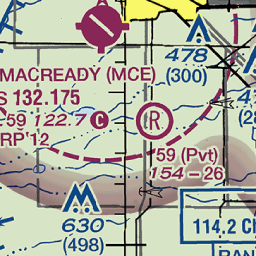 478
(300)
MACREADY (MCE)
S 132.175
59 122.7 C
R
RP 12
59 (Pvt)
154 - 26
630
(498)
114.2